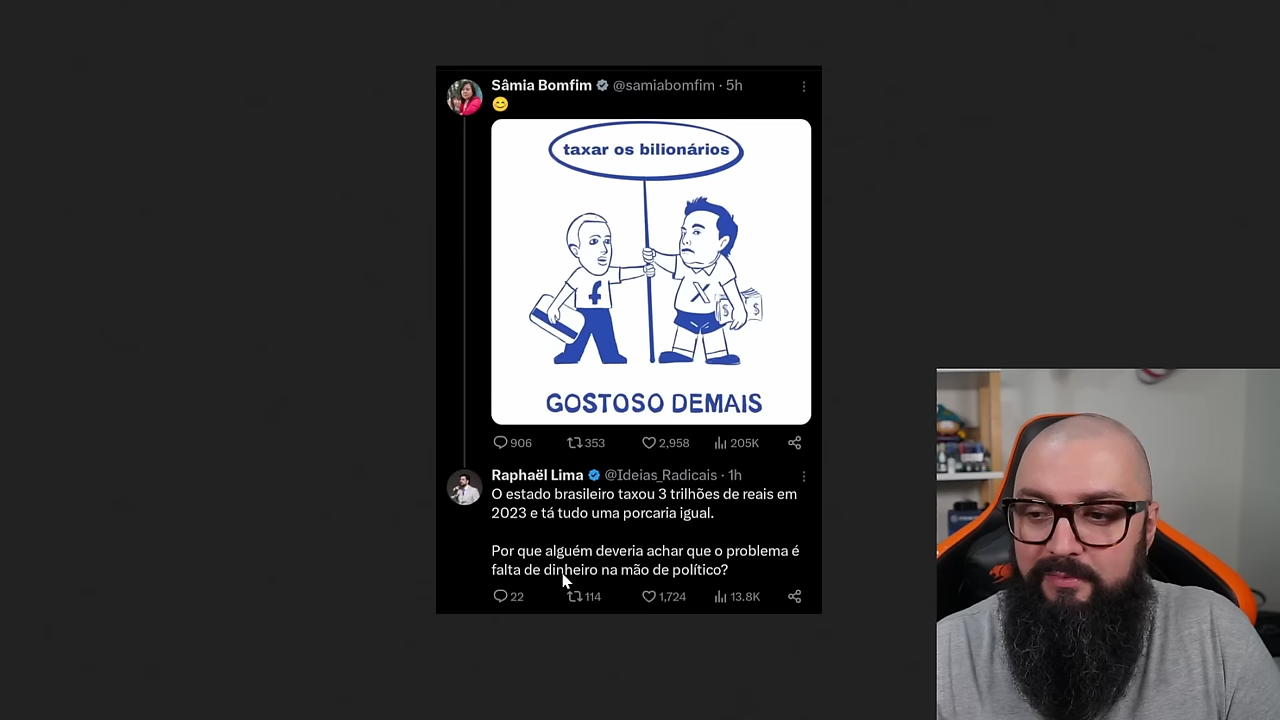 Sâmia Bomfim @samiabomfim · 5h
😊
taxar os bilionários
f
X
$ $
GOSTOSO DEMAIS
906 353 2,958 205K
Raphaël Lima @Ideias_Radicais · 1h
O estado brasileiro taxou 3 trilhões de reais em
2023 e tá tudo uma porcaria igual.
Por que alguém deveria achar que o problema é
falta de dinheiro na mão de político?
22 114 1,724 13.8K